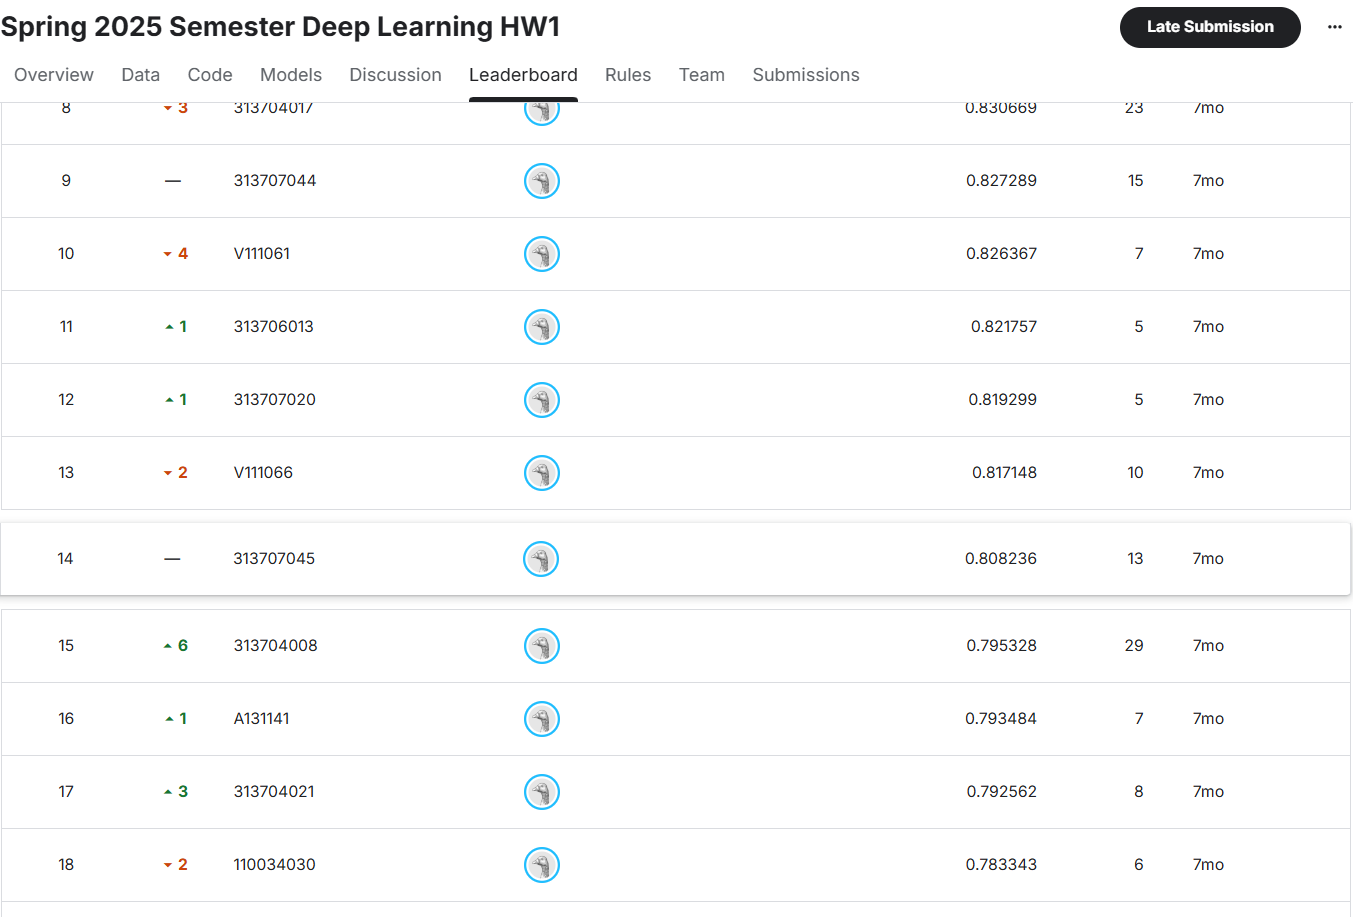 Spring 2025 Semester Deep Learning HW1
Late Submission
Overview Data Code Models Discussion Leaderboard Rules Team Submissions
8 3 313704017 0.830669 23 7mo
9 — 313707044 0.827289 15 7mo
10 4 V111061 0.826367 7 7mo
11 1 313706013 0.821757 5 7mo
12 1 313707020 0.819299 5 7mo
13 2 V111066 0.817148 10 7mo
14 — 313707045 0.808236 13 7mo
15 6 313704008 0.795328 29 7mo
16 1 A131141 0.793484 7 7mo
17 3 313704021 0.792562 8 7mo
18 2 110034030 0.783343 6 7mo